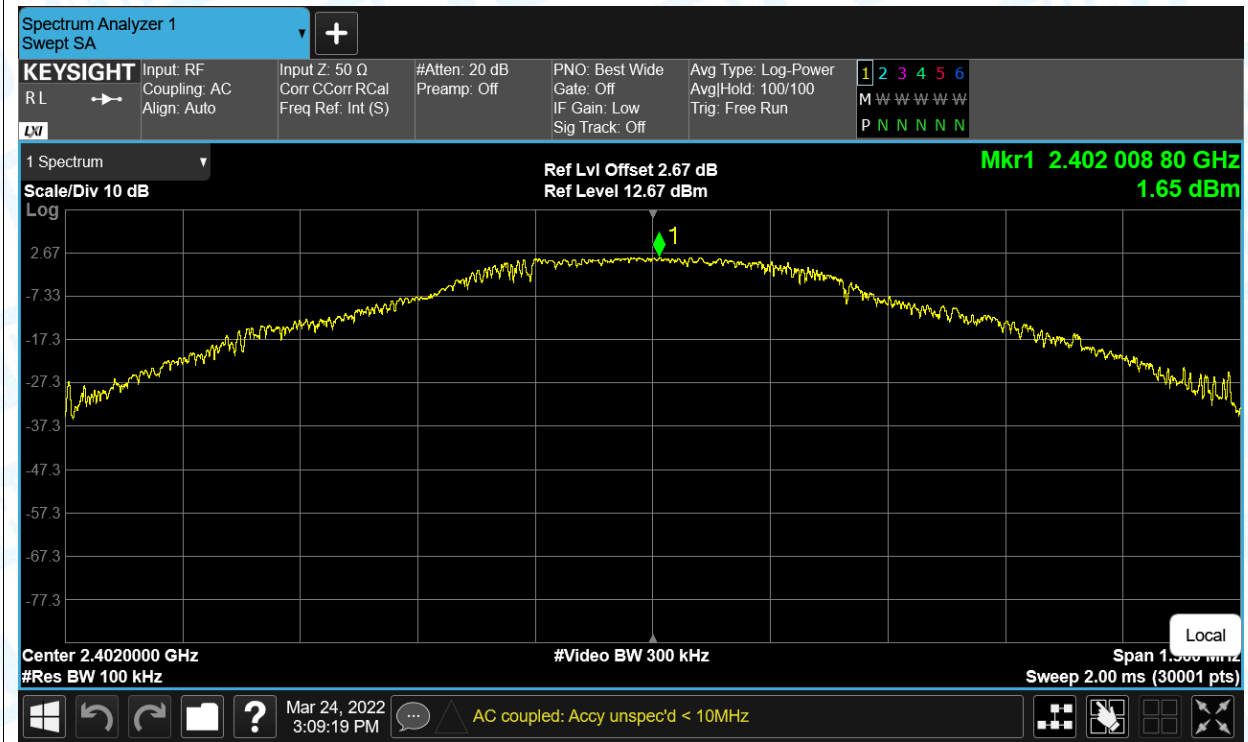 Spectrum Analyzer 1
Swept SA
+
KEYSIGHT
R L
LXI
Input: RF
Coupling: AC
Align: Auto
Input Z: 50 Ω
Corr CCorr RCal
Freq Ref: Int (S)
#Atten: 20 dB
Preamp: Off
PNO: Best Wide
Gate: Off
IF Gain: Low
Sig Track: Off
Avg Type: Log-Power
Avg|Hold: 100/100
Trig: Free Run
1 2 3 4 5 6
M W W W W W
P N N N N N
1 Spectrum
Scale/Div 10 dB
Log
Ref Lvl Offset 2.67 dB
Ref Level 12.67 dBm
Mkr1 2.402 008 80 GHz
1.65 dBm
1
2.67
-7.33
-17.3
-27.3
-37.3
-47.3
-57.3
-67.3
-77.3
Local
Center 2.4020000 GHz
#Video BW 300 kHz
Span
#Res BW 100 kHz
Sweep 2.00 ms (30001 pts)
?
Mar 24, 2022
3:09:19 PM
AC coupled: Accy unspec'd < 10MHz